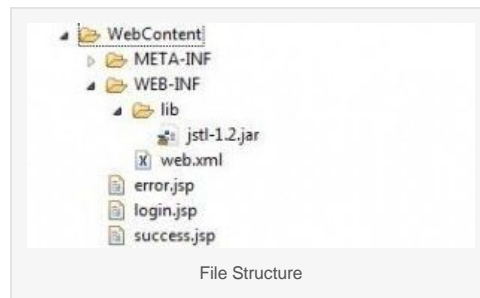 WebContent
META-INF
WEB-INF
lib
jstl-1.2.jar
web.xml
error.jsp
login.jsp
success.jsp
File Structure